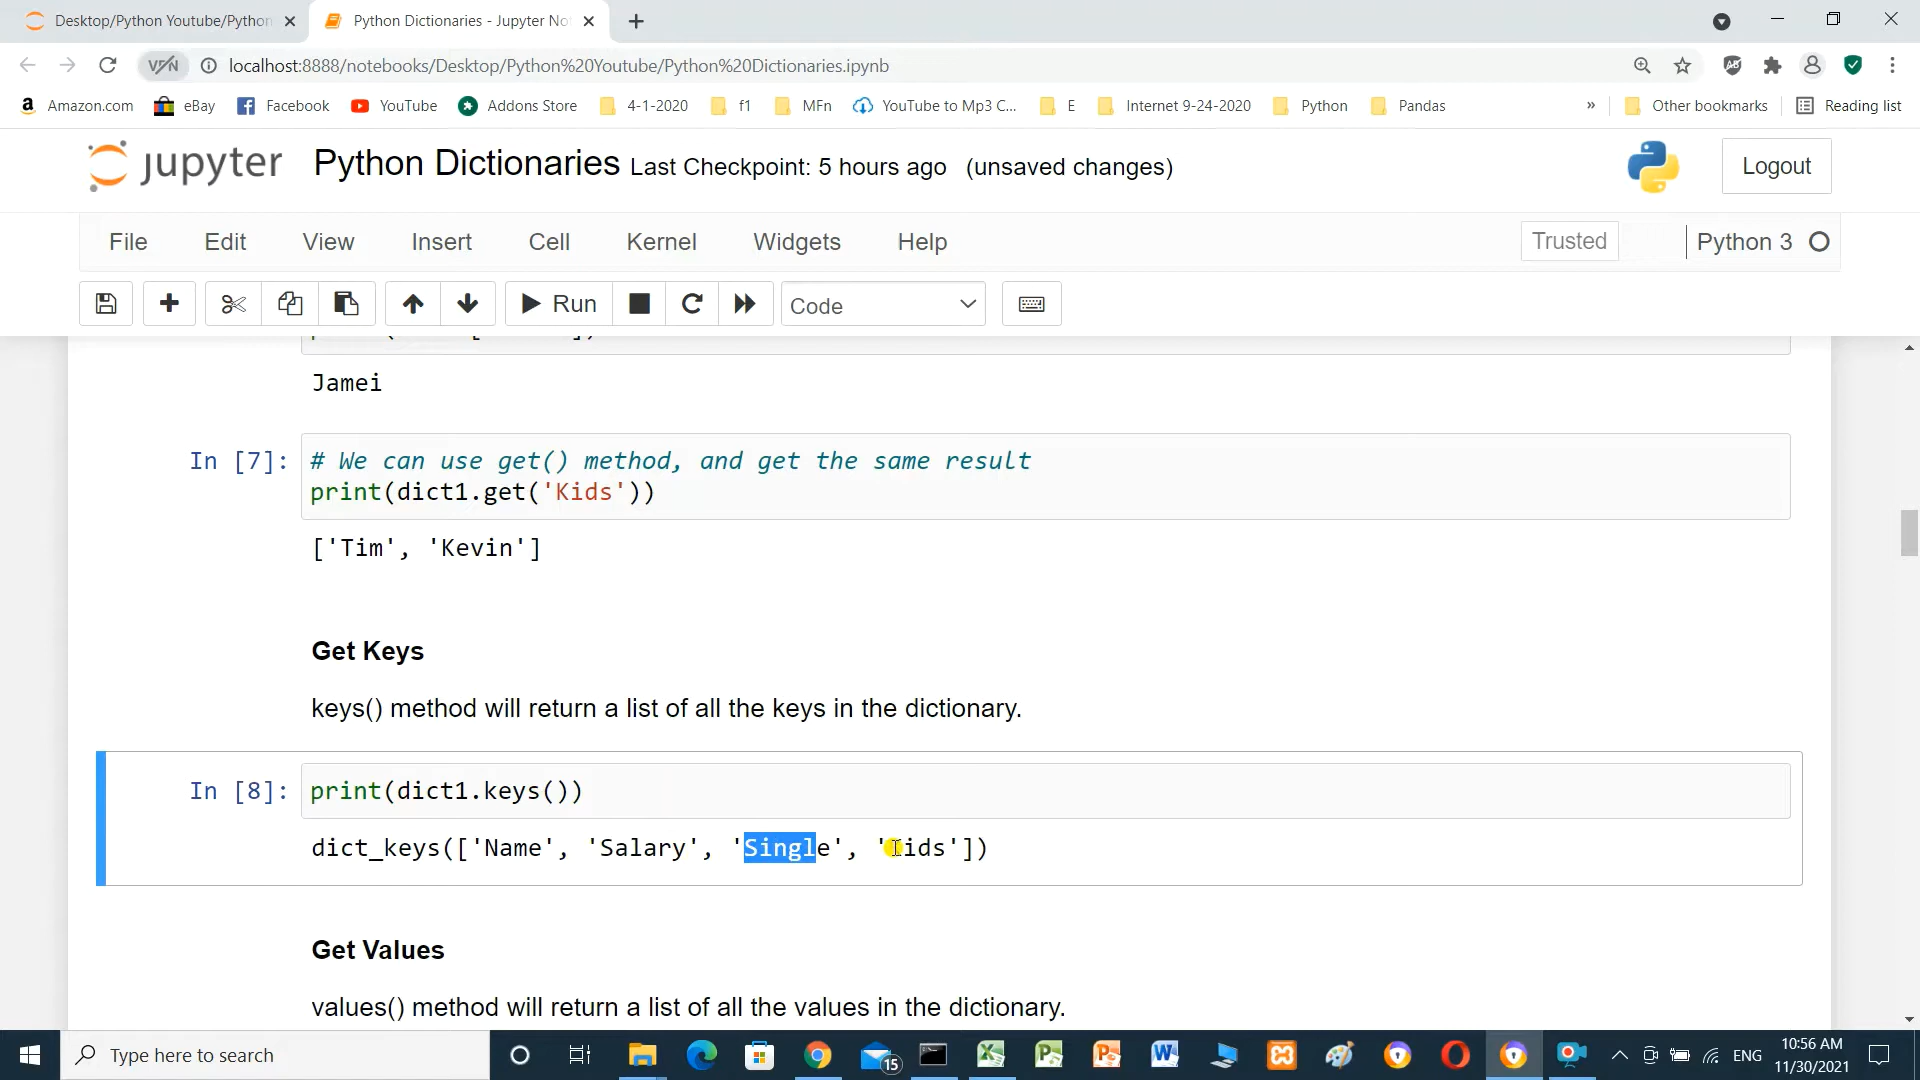 Desktop/Python Youtube/Python
Python Dictionaries - Jupyter No
VPN
localhost:8888/notebooks/Desktop/Python%20Youtube/Python%20Dictionaries.ipynb
Amazon.com
eBay
Facebook
YouTube
Addons Store
4-1-2020
f1
MFn
YouTube to Mp3 C...
E
Internet 9-24-2020
Python
Pandas
»
Other bookmarks
Reading list
jupyter
Python Dictionaries Last Checkpoint: 5 hours ago (unsaved changes)
Logout
File
Edit
View
Insert
Cell
Kernel
Widgets
Help
Trusted
Python 3
Run
Code
Jamei
In [7]:
# We can use get() method, and get the same result
print(dict1.get('Kids'))
['Tim', 'Kevin']
Get Keys
keys() method will return a list of all the keys in the dictionary.
In [8]:
print(dict1.keys())
dict_keys(['Name', 'Salary', 'Single', 'Kids'])
Get Values
values() method will return a list of all the values in the dictionary.
Type here to search
15
ENG
10:56 AM
11/30/2021